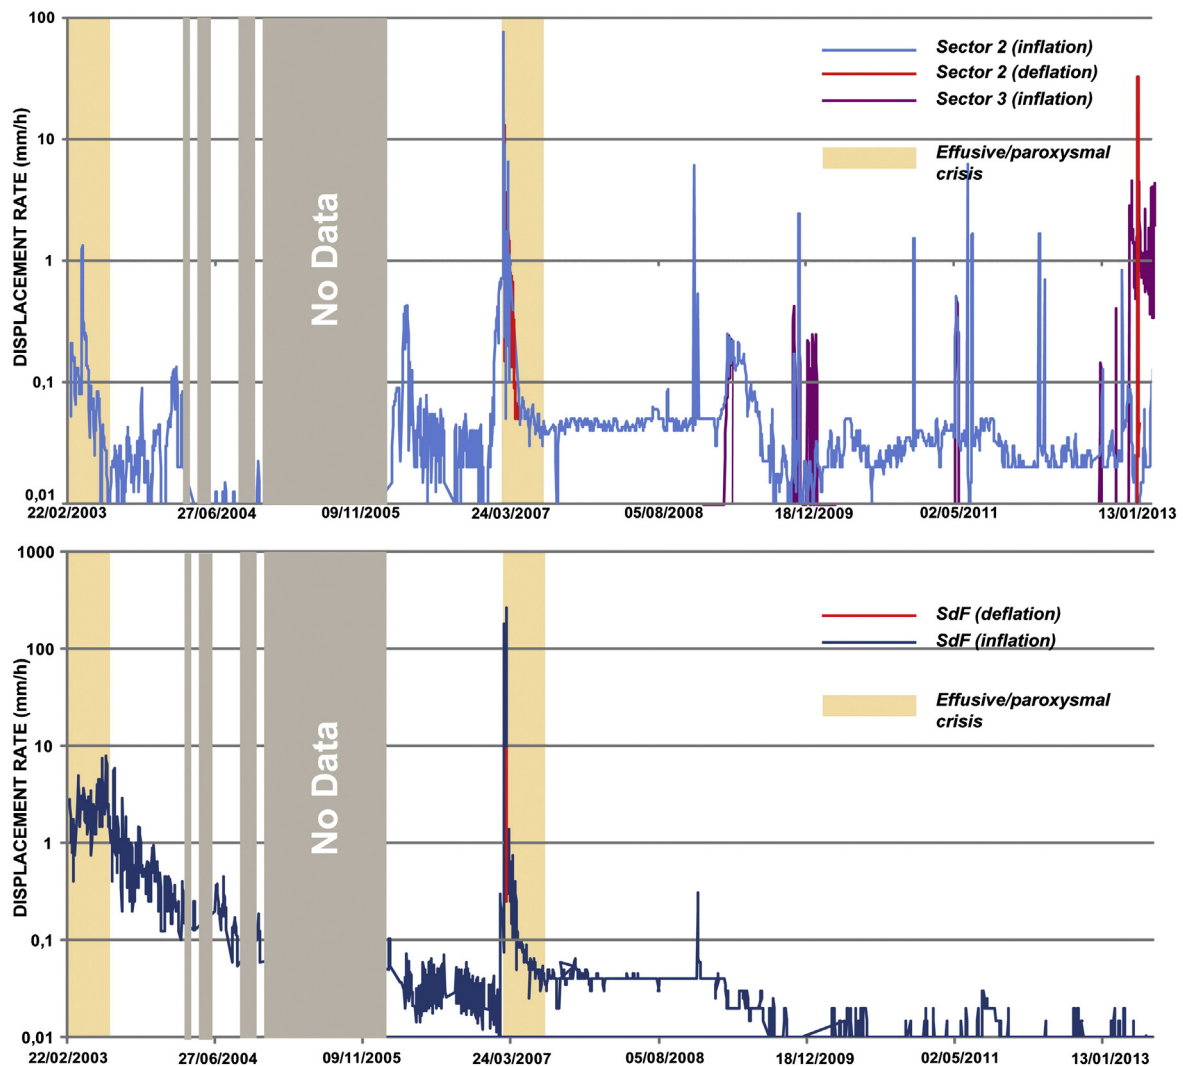 100
10
1
0,1
0,01
DISPLACEMENT RATE (mm/h)
No Data
Sector 2 (inflation)
Sector 2 (deflation)
Sector 3 (inflation)
Effusive/paroxysmal
crisis
22/02/2003 27/06/2004 09/11/2005 24/03/2007 05/08/2008 18/12/2009 02/05/2011 13/01/2013
1000
100
10
1
0,1
0,01
DISPLACEMENT RATE (mm/h)
No Data
SdF (deflation)
SdF (inflation)
Effusive/paroxysmal
crisis
22/02/2003 27/06/2004 09/11/2005 24/03/2007 05/08/2008 18/12/2009 02/05/2011 13/01/2013